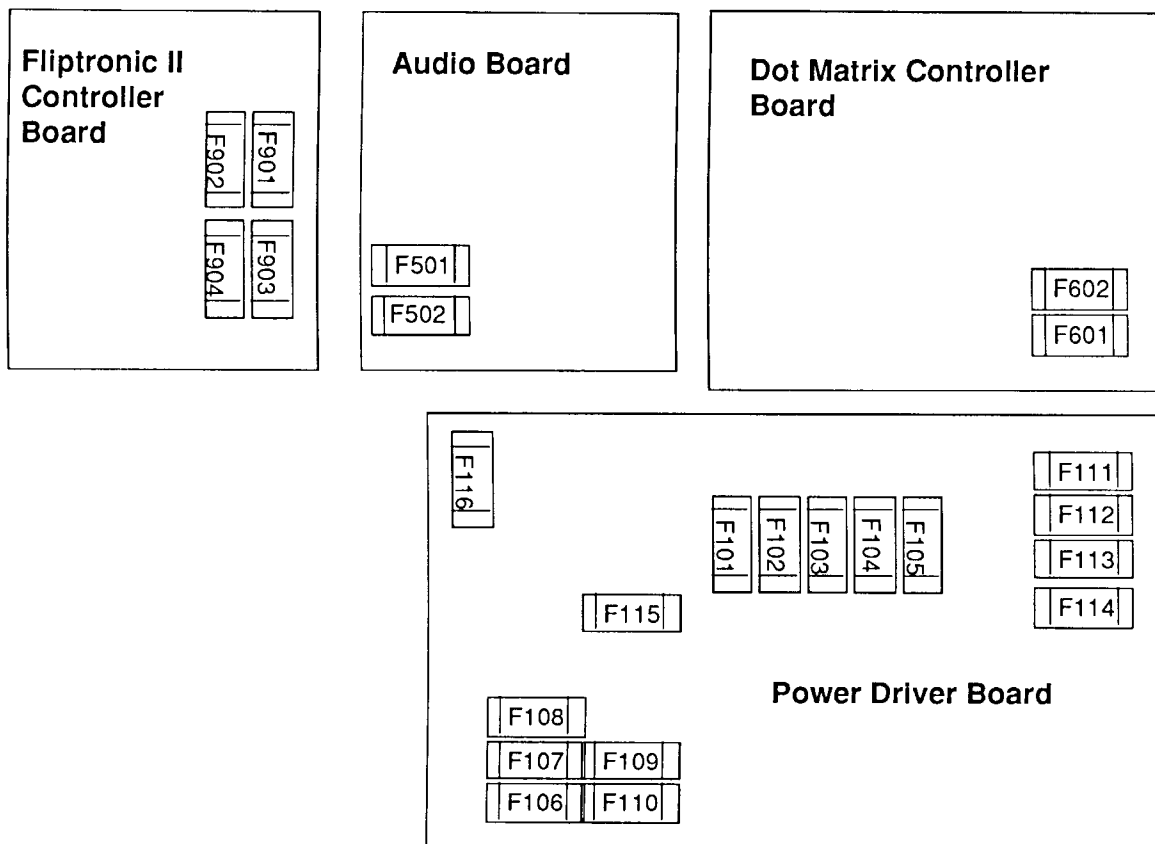 Fliptronic II
Controller
Board
F902
F901
F904
F903
Audio Board
F501
F502
Dot Matrix Controller
Board
F602
F601
F116
F101
F102
F103
F104
F105
F111
F112
F113
F114
F115
Power Driver Board
F108
F107
F109
F106
F110